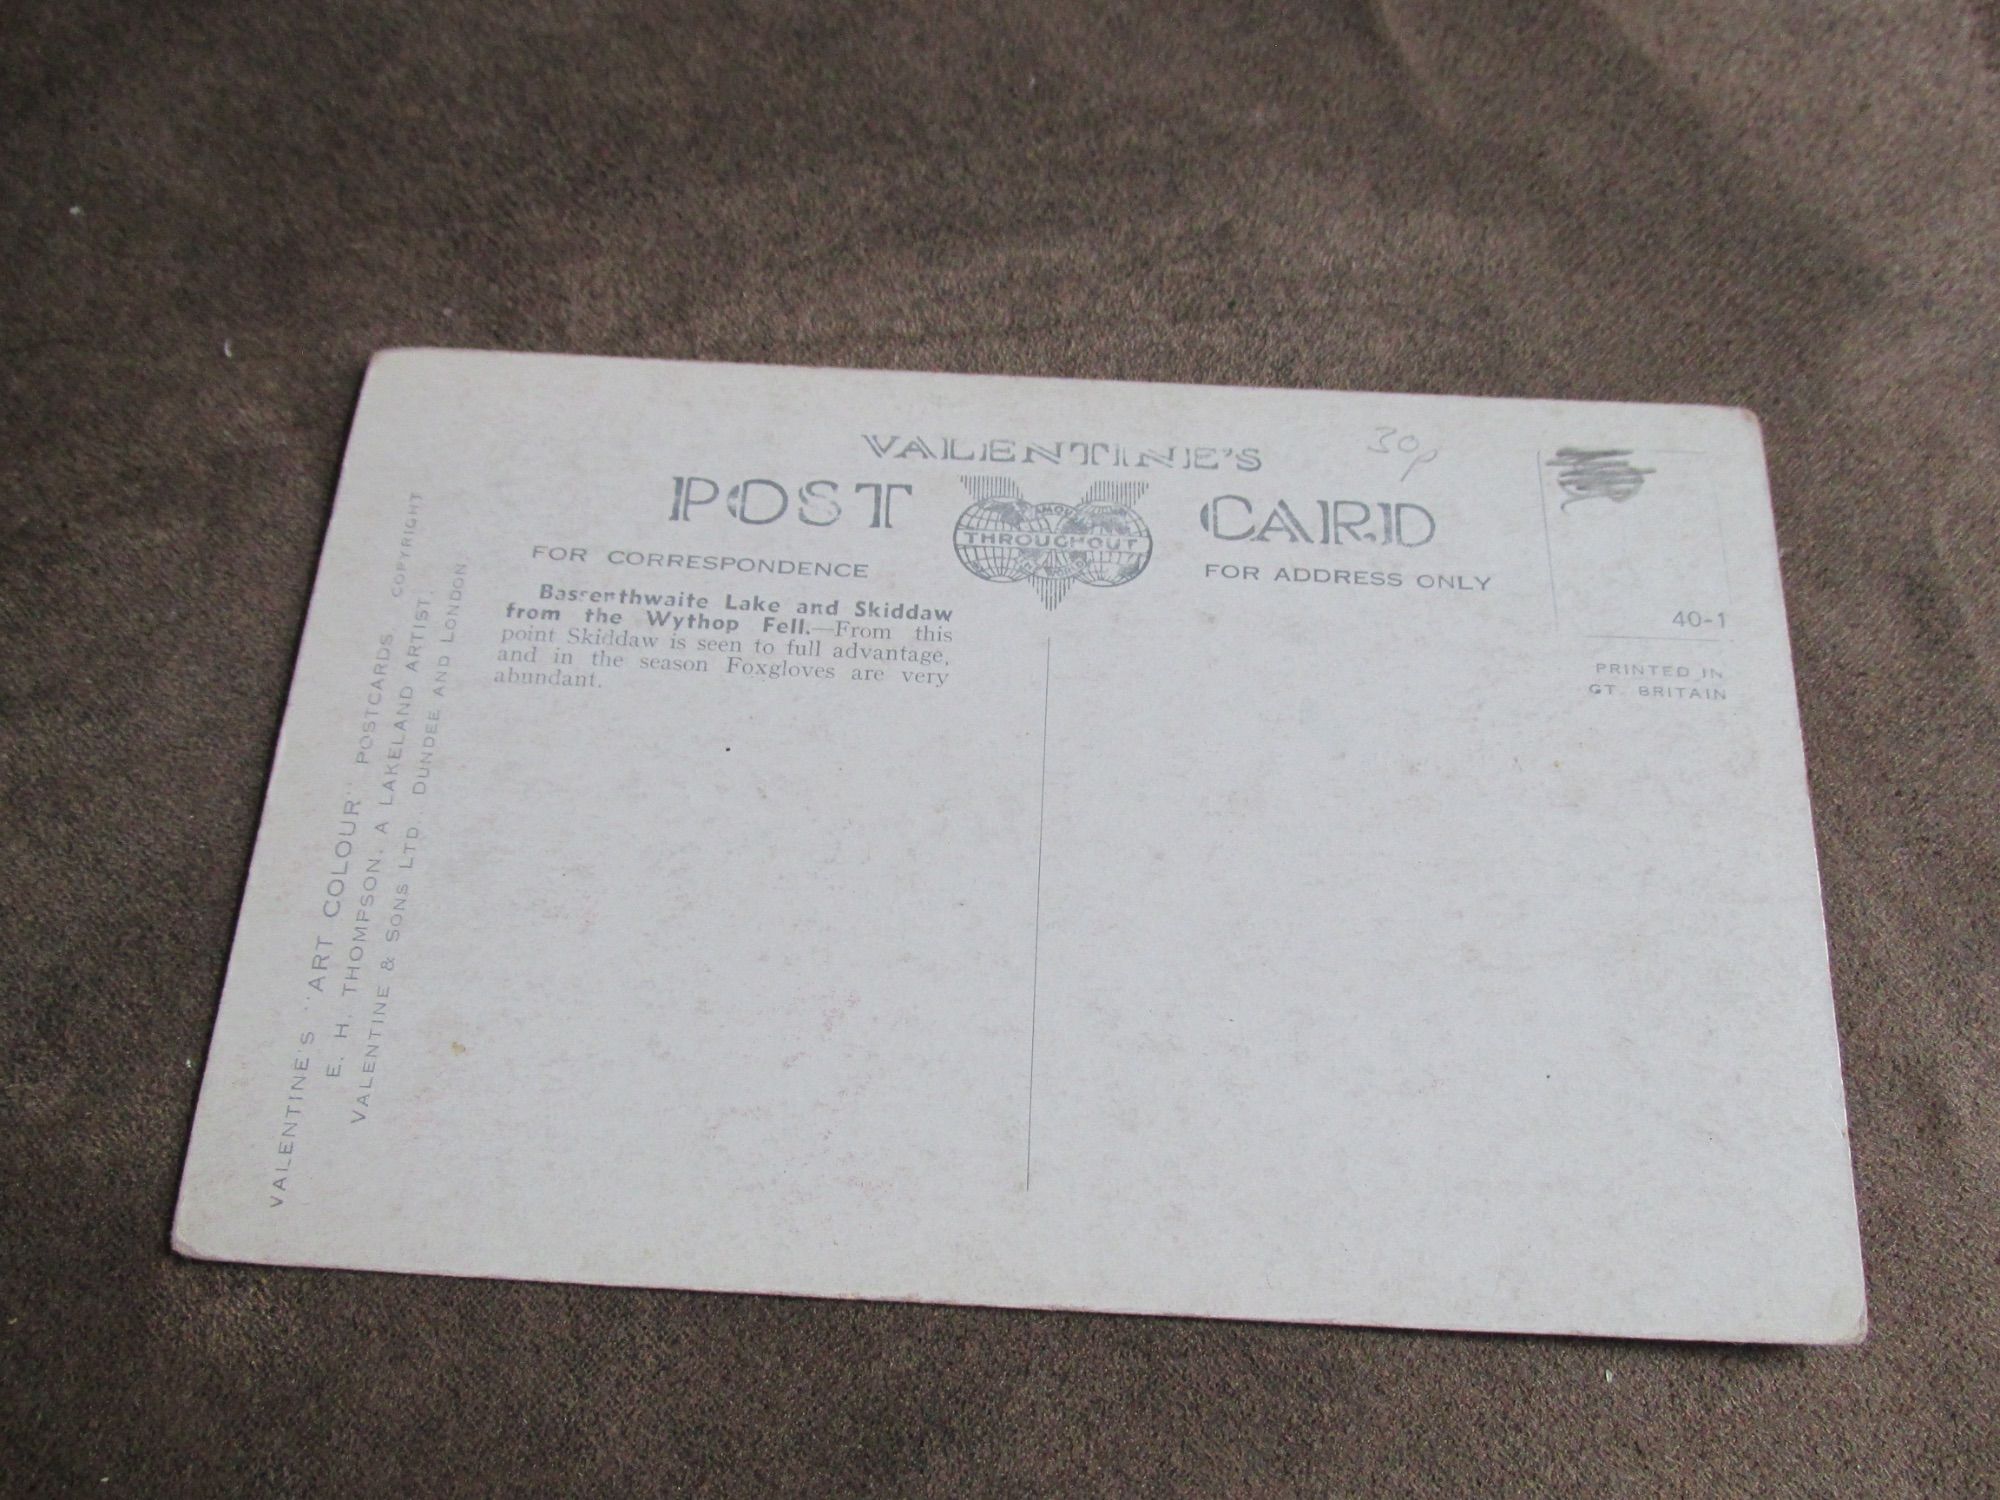 VALENTINE'S
POST CARD
FAMOUS
THROUGHOUT
30p
FOR CORRESPONDENCE
FOR ADDRESS ONLY
Bassenthwaite Lake and Skiddaw
from the Wythop Fell.—From this
point Skiddaw is seen to full advantage,
and in the season Foxgloves are very
abundant.
40-1
PRINTED IN
GT. BRITAIN
VALENTINE'S "ART COLOUR" POSTCARDS. COPYRIGHT
E. H. THOMPSON. A LAKELAND ARTIST.
VALENTINE & SONS LTD. DUNDEE AND LONDON.